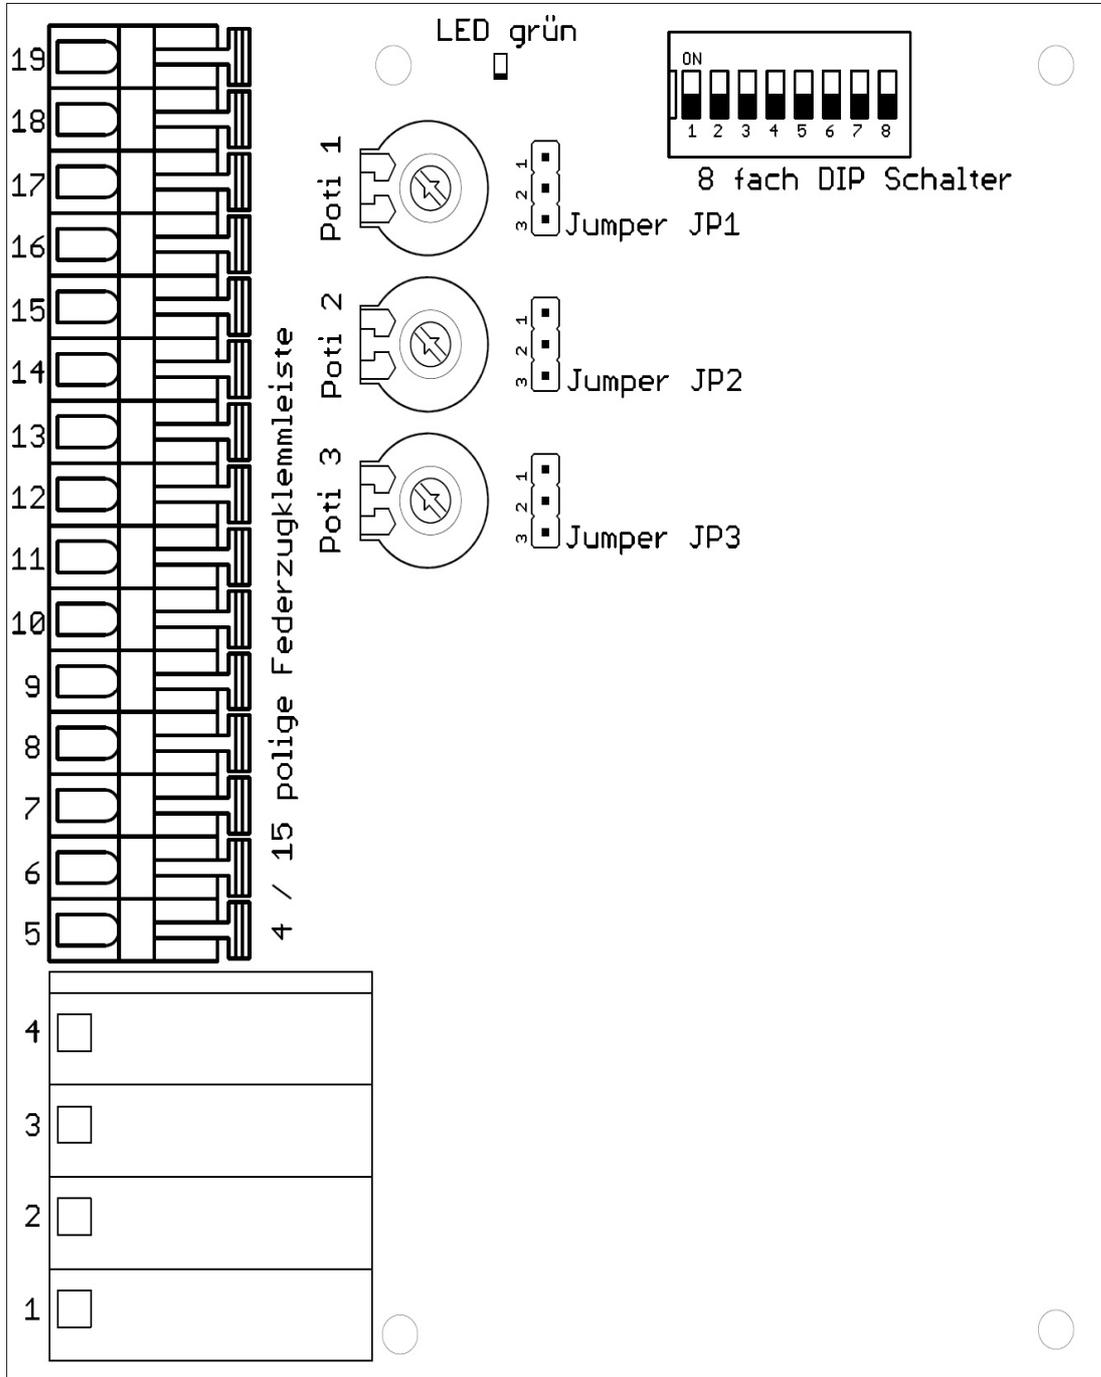 LED grün
ON
1 2 3 4 5 6 7 8
8 fach DIP Schalter
19
18
17
16
15
14
13
12
11
10
9
8
7
6
5
4
3
2
1
4 / 15 polige Federzugklemmleiste
Poti 1
1
2
3
Jumper JP1
Poti 2
1
2
3
Jumper JP2
Poti 3
1
2
3
Jumper JP3